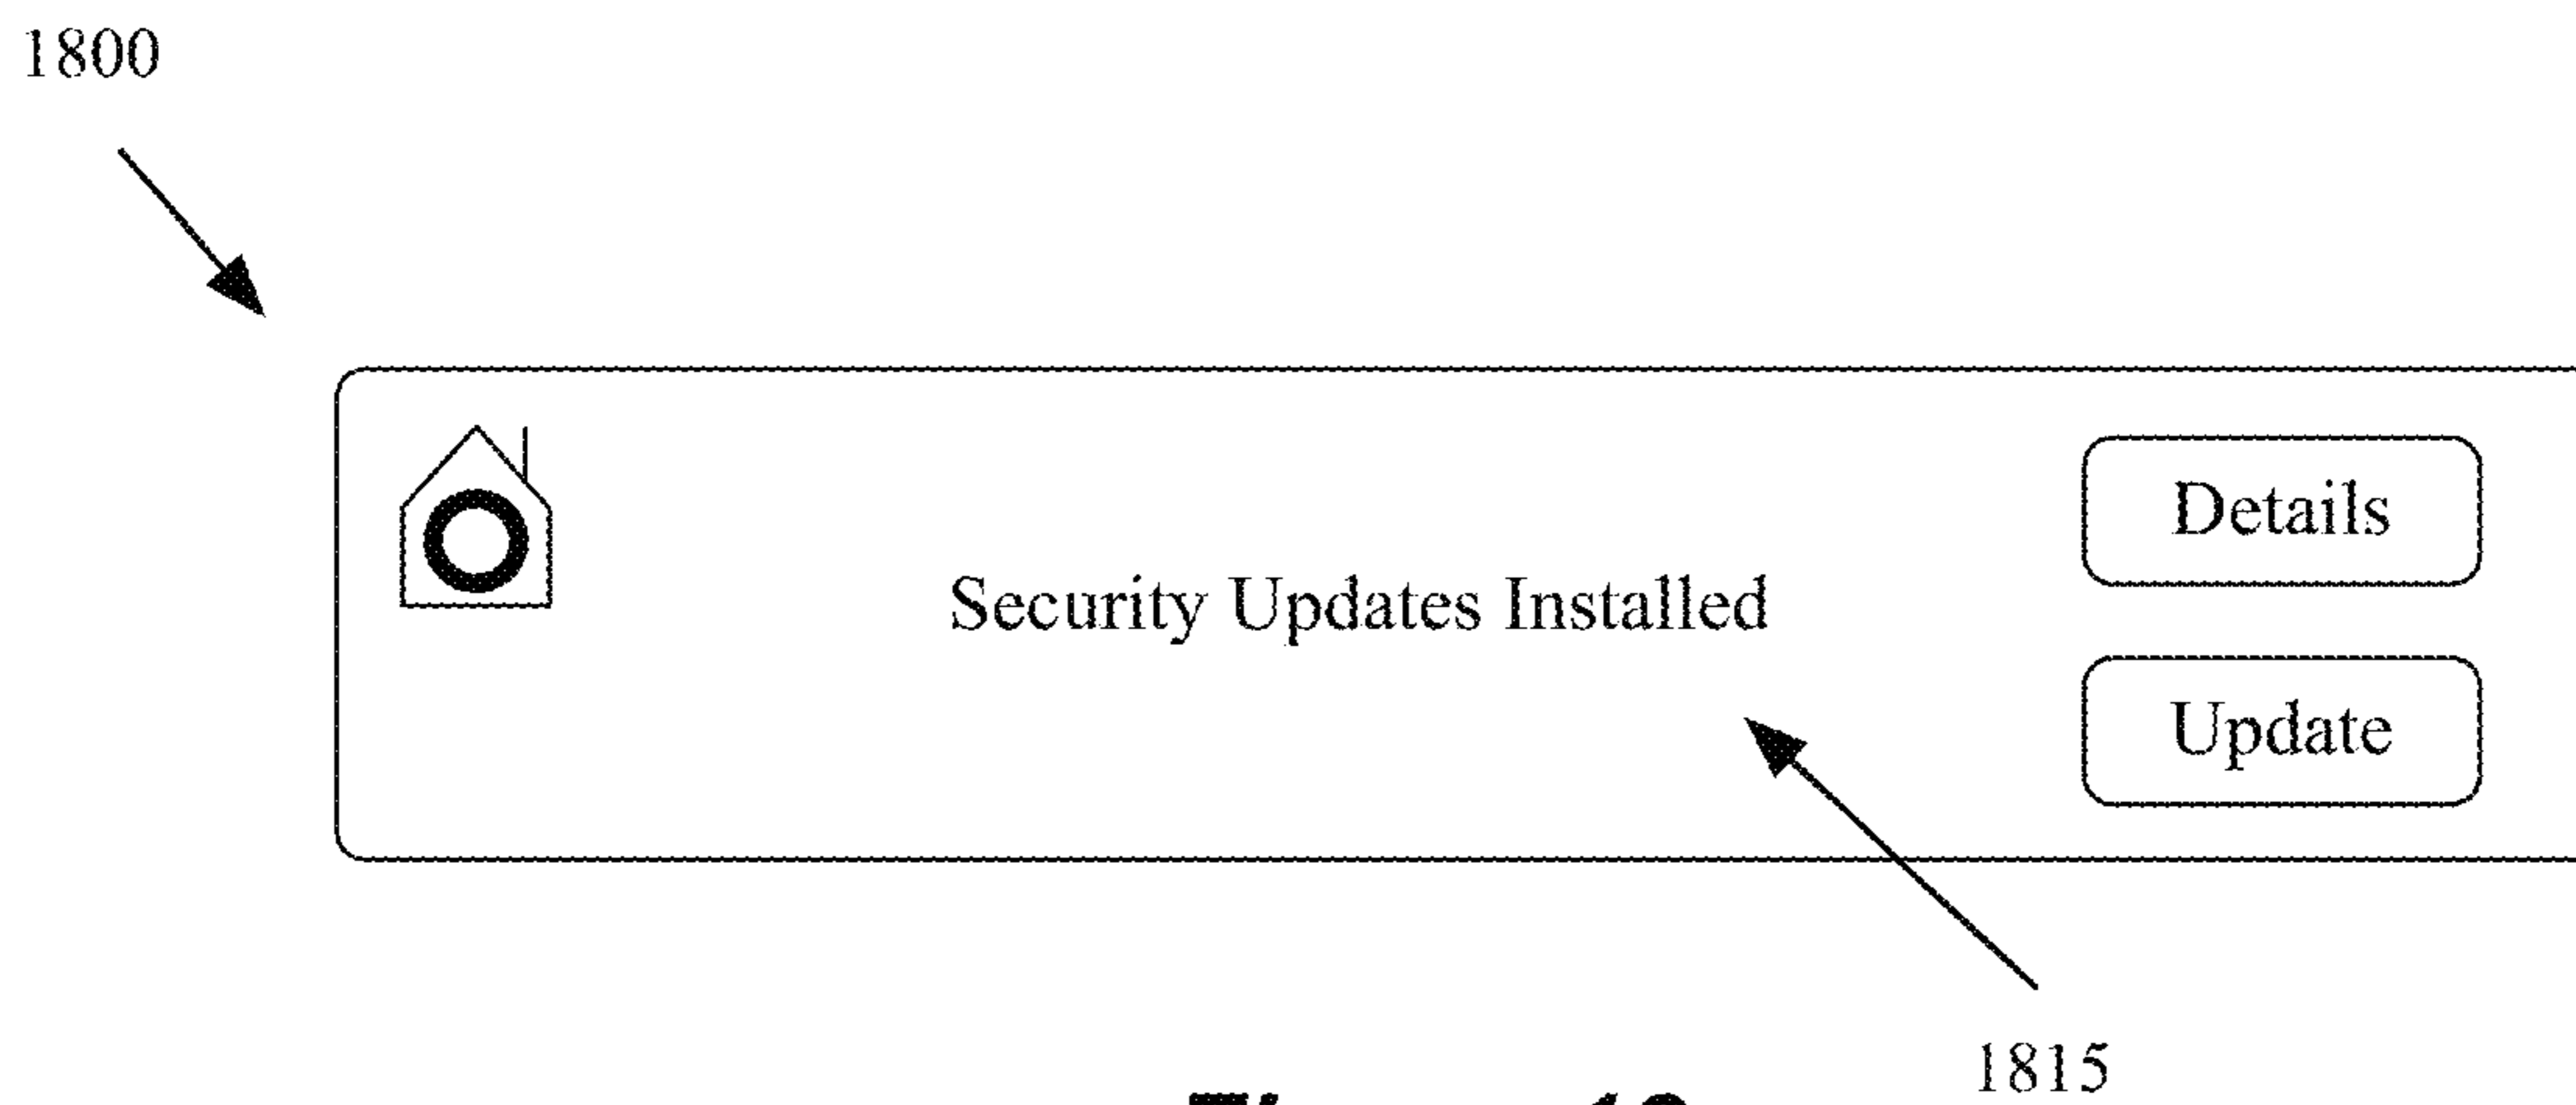 1800
Details
Security Updates Installed
Update
1815